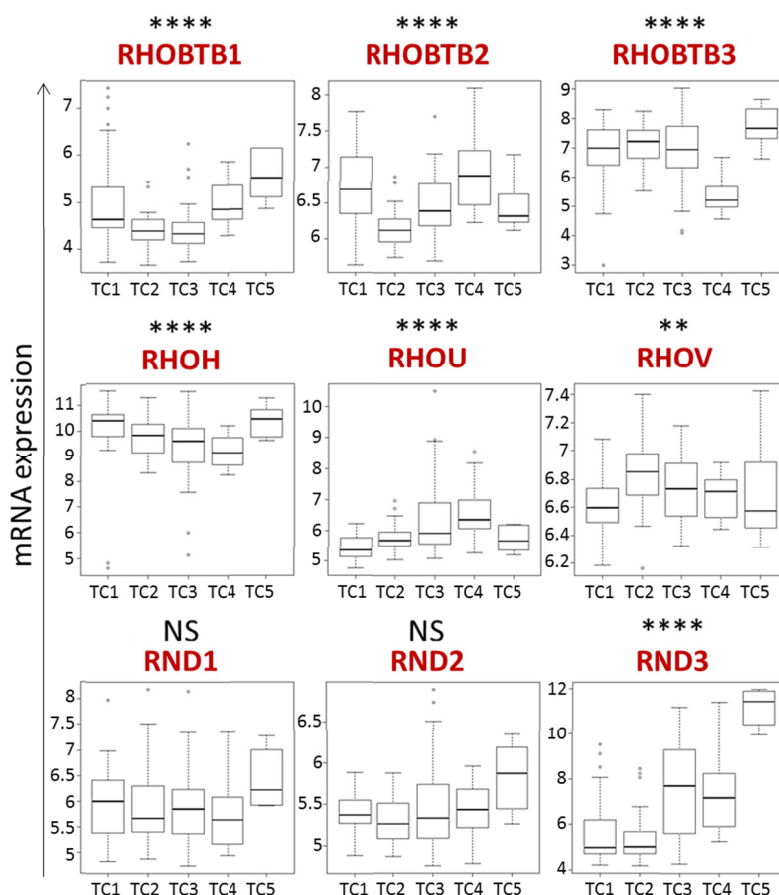 **** **** ****
RHOBTB1 RHOBTB2 RHOBTB3
7 6 5 4
8 7.5 7 6.5 6
9 8 7 6 5 4 3
TC1 TC2 TC3 TC4 TC5 TC1 TC2 TC3 TC4 TC5 TC1 TC2 TC3 TC4 TC5
mRNA expression
**** **** **
RHOH RHOU RHOV
11 10 9 8 7 6 5
10 9 8 7 6 5
7.4 7.2 7 6.8 6.6 6.4 6.2
TC1 TC2 TC3 TC4 TC5 TC1 TC2 TC3 TC4 TC5 TC1 TC2 TC3 TC4 TC5
NS NS ****
RND1 RND2 RND3
8 7.5 7 6.5 6 5.5 5
6.5 6 5.5 5
12 10 8 6 4
TC1 TC2 TC3 TC4 TC5 TC1 TC2 TC3 TC4 TC5 TC1 TC2 TC3 TC4 TC5